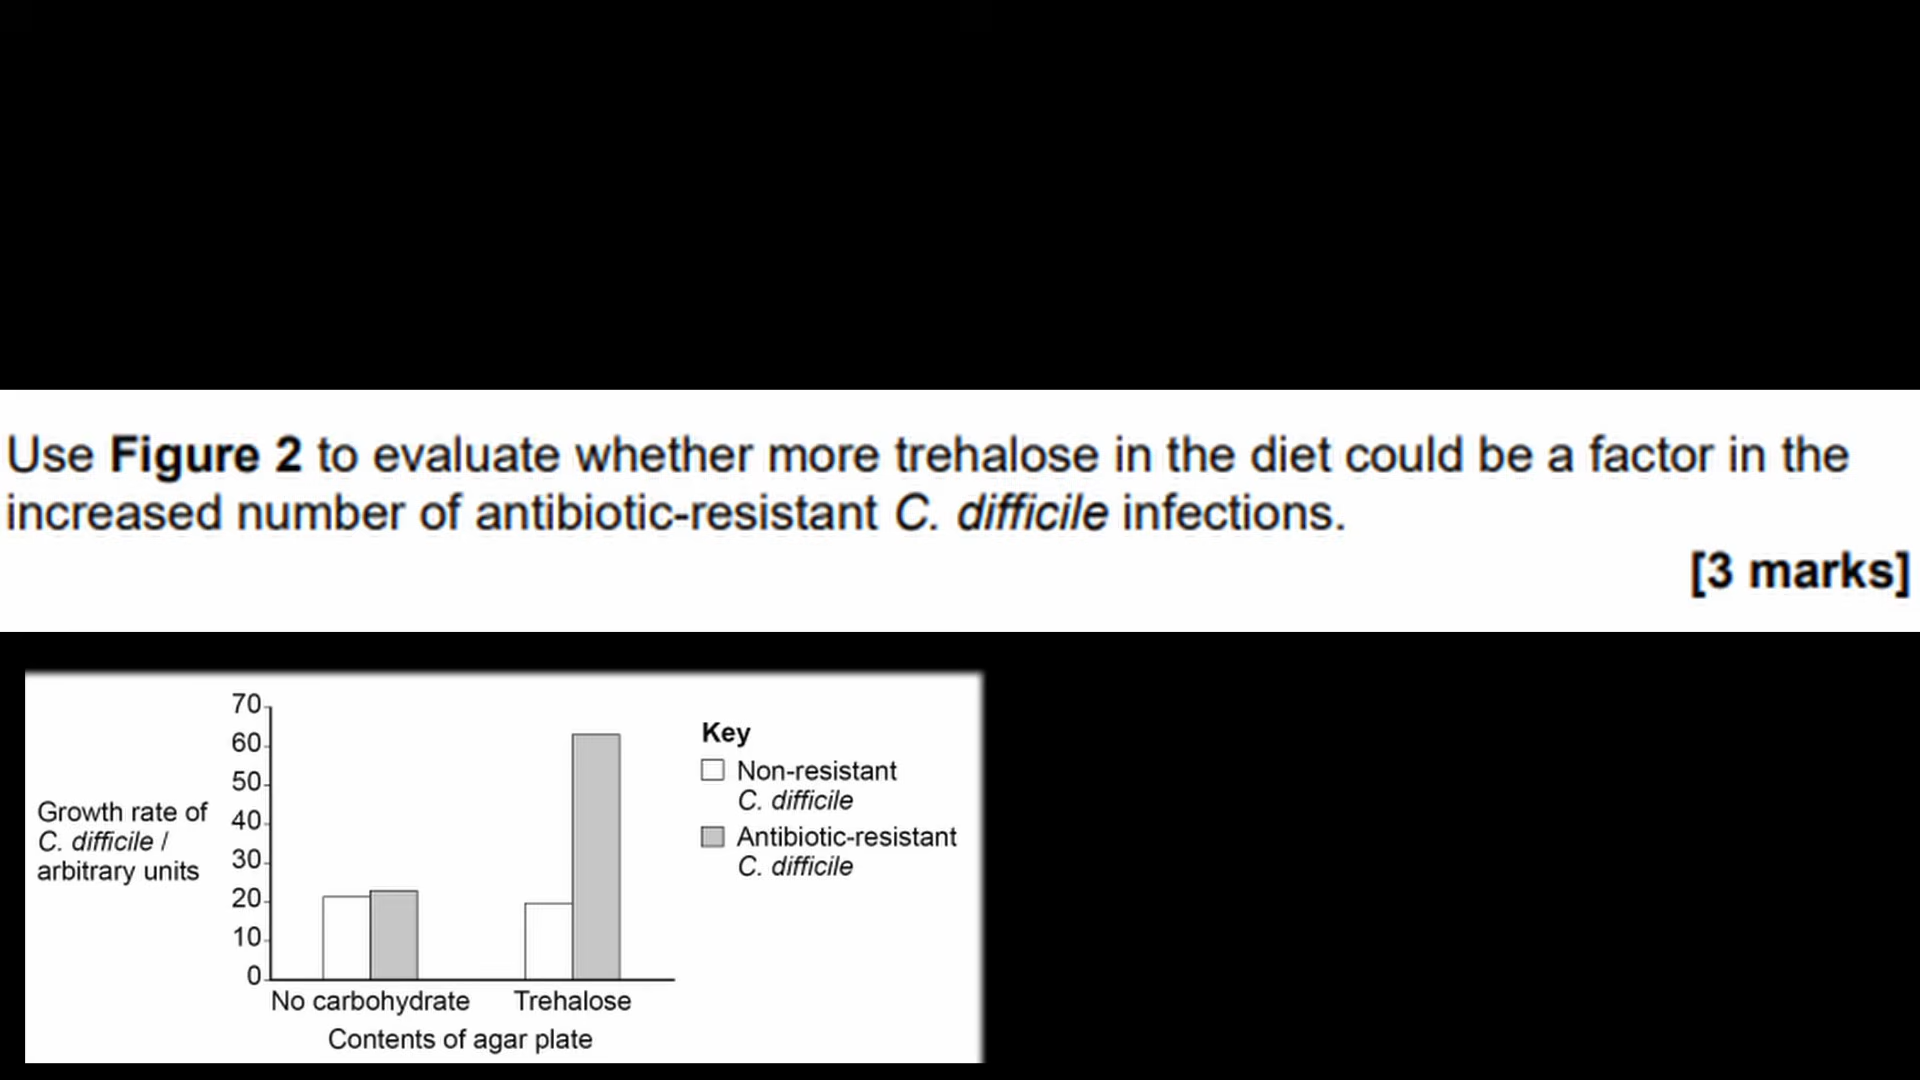 Use Figure 2 to evaluate whether more trehalose in the diet could be a factor in the
increased number of antibiotic-resistant C. difficile infections.
[3 marks]
70
60
50
40
30
20
10
0
Growth rate of
C. difficile /
arbitrary units
No carbohydrate Trehalose
Contents of agar plate
Key
Non-resistant
C. difficile
Antibiotic-resistant
C. difficile